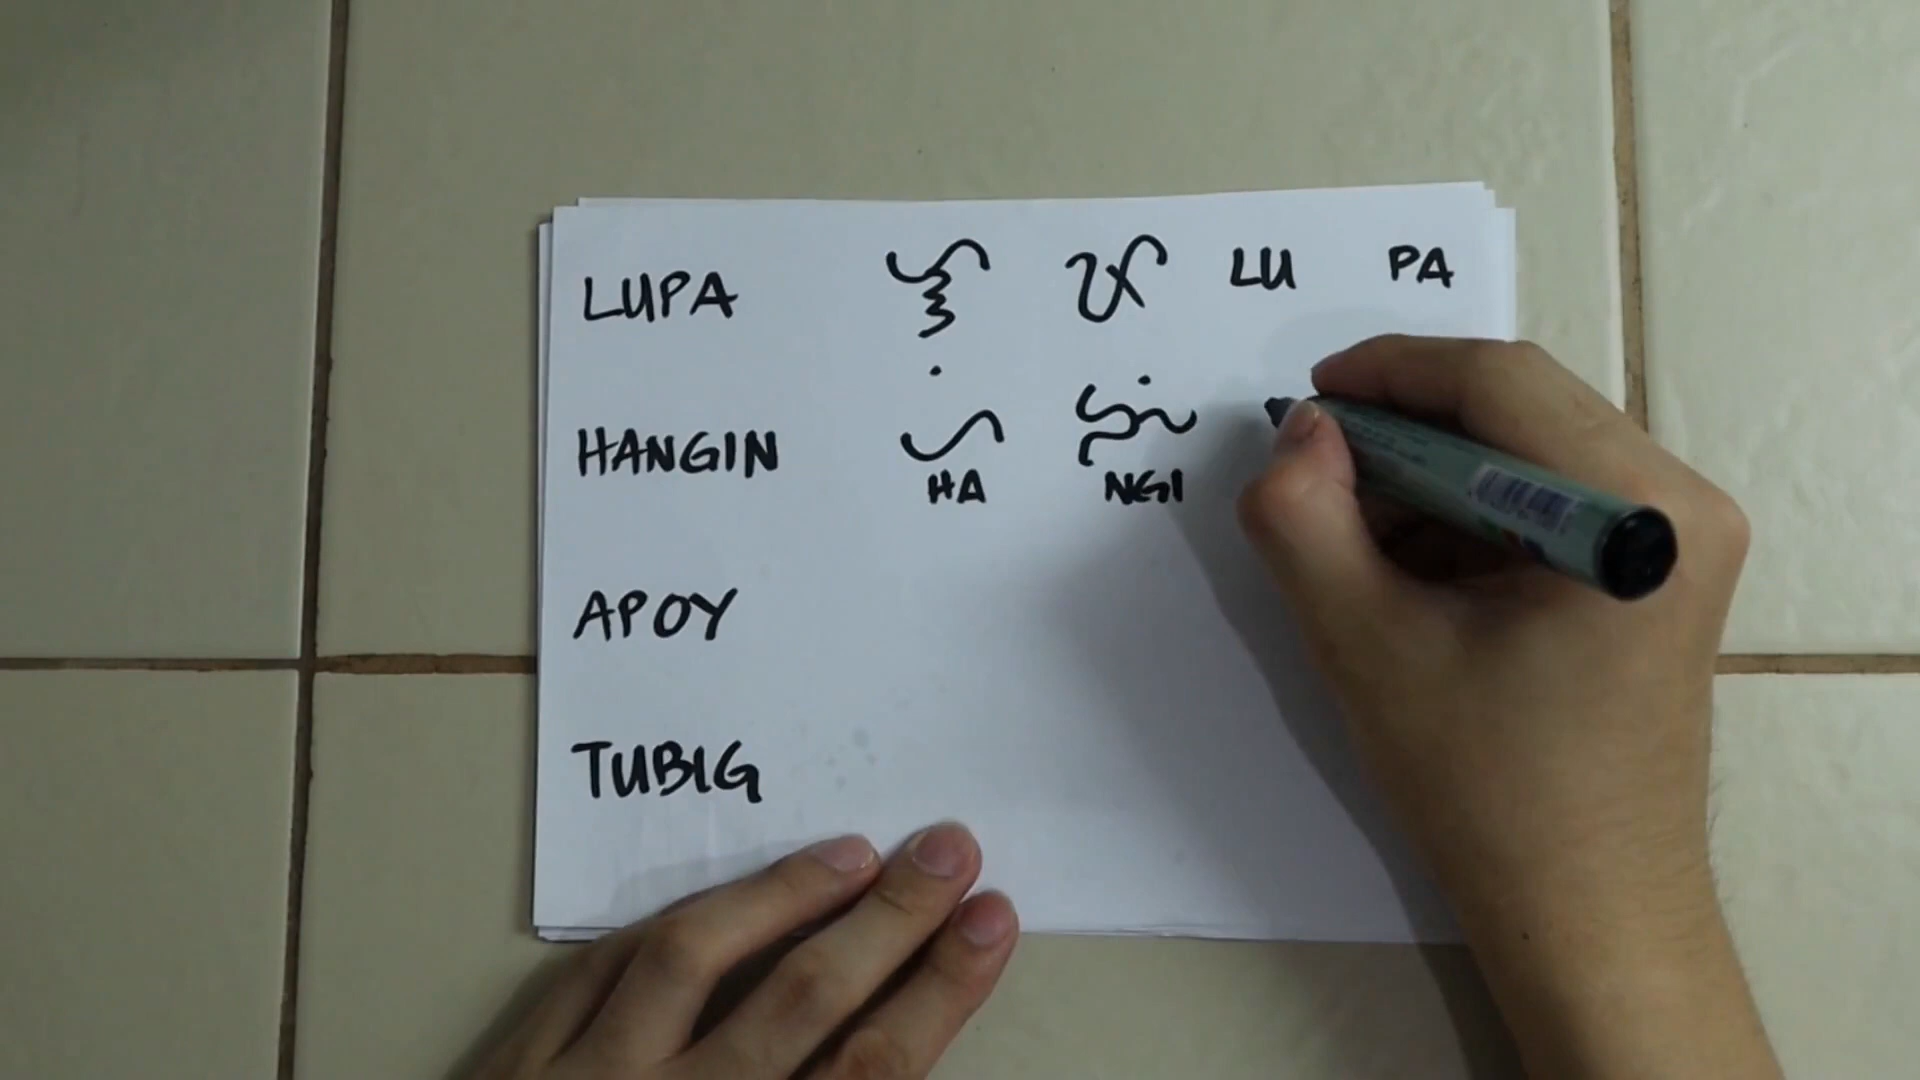 LUPA ᜎᜓ ᜉ LU PA
HANGIN ᜑ ᜅᜒ
HA NGI
APOY
TUBIG